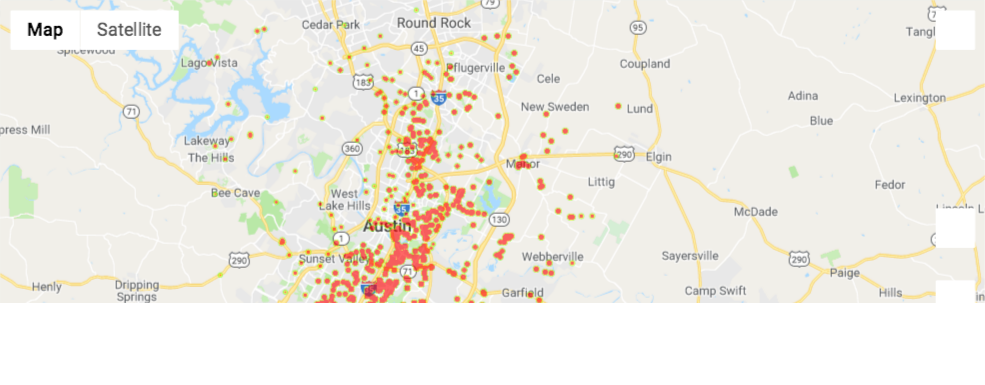 79
Map
Satellite
Cedar Park
Round Rock
95
Spicewood
45
Lago Vista
Pflugerville
Coupland
183
Cele
1
35
Adina
Lexington
71
New Sweden
Lund
Blue
Lakeway
The Hills
360
Manor
290
Elgin
Bee Cave
West
Lake Hills
Littig
Fedor
35
130
McDade
Austin
1
290
Sunset Valley
71
Webberville
Sayersville
290
Paige
Henly
Dripping
Springs
Garfield
Camp Swift
Hills